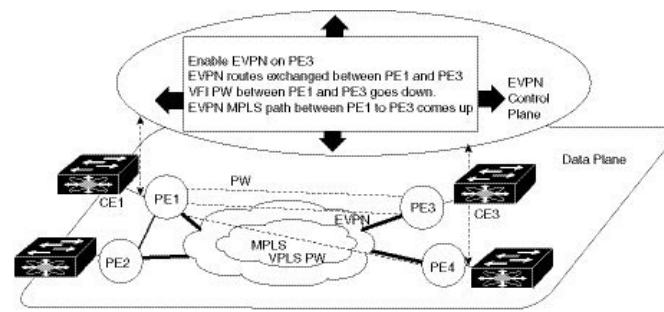 Enable EVPN on PE3
EVPN routes exchanged between PE1 and PE3
VFI PW between PE1 and PE3 goes down.
EVPN MPLS path between PE1 to PE3 comes up
EVPN
Control
Plane
Data Plane
PW
CE1
PE1
EVPN
PE3
CE3
MPLS
VPLS PW
PE2
PE4